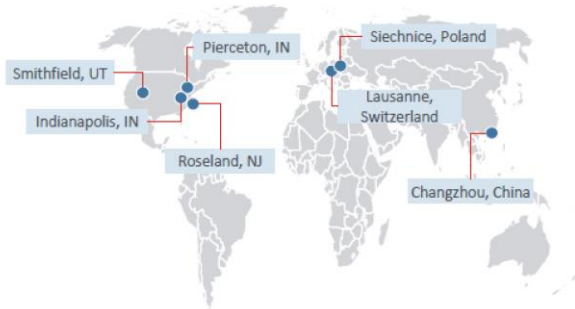 Pierceton, IN
Siechnice, Poland
Smithfield, UT
Lausanne,
Switzerland
Indianapolis, IN
Roseland, NJ
Changzhou, China